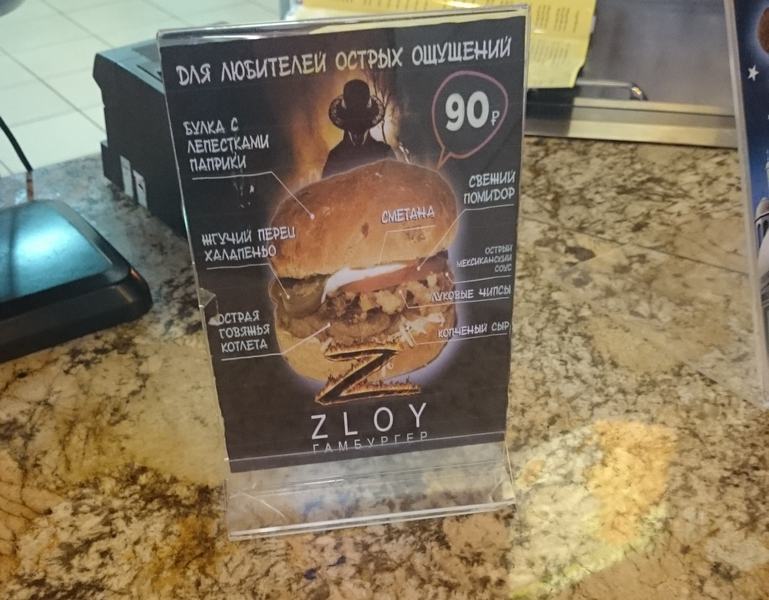 ДЛЯ ЛЮБИТЕЛЕЙ ОСТРЫХ ОЩУЩЕНИЙ
90₽
БУЛКА С
ЛЕПЕСТКАМИ
ПАПРИКИ
СВЕЖИЙ
ПОМИДОР
СМЕТАНА
ЖГУЧИЙ ПЕРЕЦ
ХАЛАПЕНЬО
ОСТРЫЙ
МЕКСИКАНСКИЙ
СОУС
ЛУКОВЫЕ ЧИПСЫ
ОСТРАЯ
ГОВЯЖЬЯ
КОТЛЕТА
КОПЧЕНЫЙ СЫР
Z
ZLOY
ГАМБУРГЕР